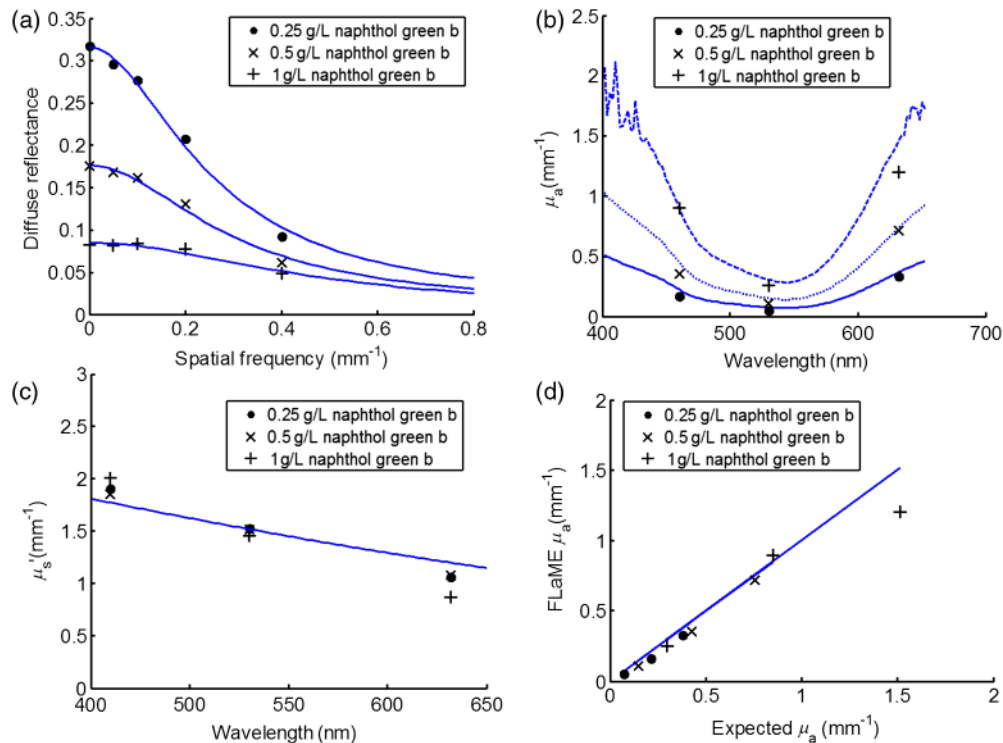 (a)
0.35
0.3
0.25
0.2
0.15
0.1
0.05
0
Diffuse reflectance
● 0.25 g/L naphthol green b
× 0.5 g/L naphthol green b
+ 1g/L naphthol green b
0 0.2 0.4 0.6 0.8
Spatial frequency (mm⁻¹)
(b)
2.5
2
1.5
1
0.5
0
μa(mm⁻¹)
● 0.25 g/L naphthol green b
× 0.5 g/L naphthol green b
+ 1g/L naphthol green b
400 500 600 700
Wavelength (nm)
(c)
3
2.5
2
1.5
1
0.5
0
μs'(mm⁻¹)
● 0.25 g/L naphthol green b
× 0.5 g/L naphthol green b
+ 1g/L naphthol green b
400 450 500 550 600 650
Wavelength (nm)
(d)
2
1.5
1
0.5
0
FLaME μa(mm⁻¹)
● 0.25 g/L naphthol green b
× 0.5 g/L naphthol green b
+ 1g/L naphthol green b
0 0.5 1 1.5 2
Expected μa (mm⁻¹)